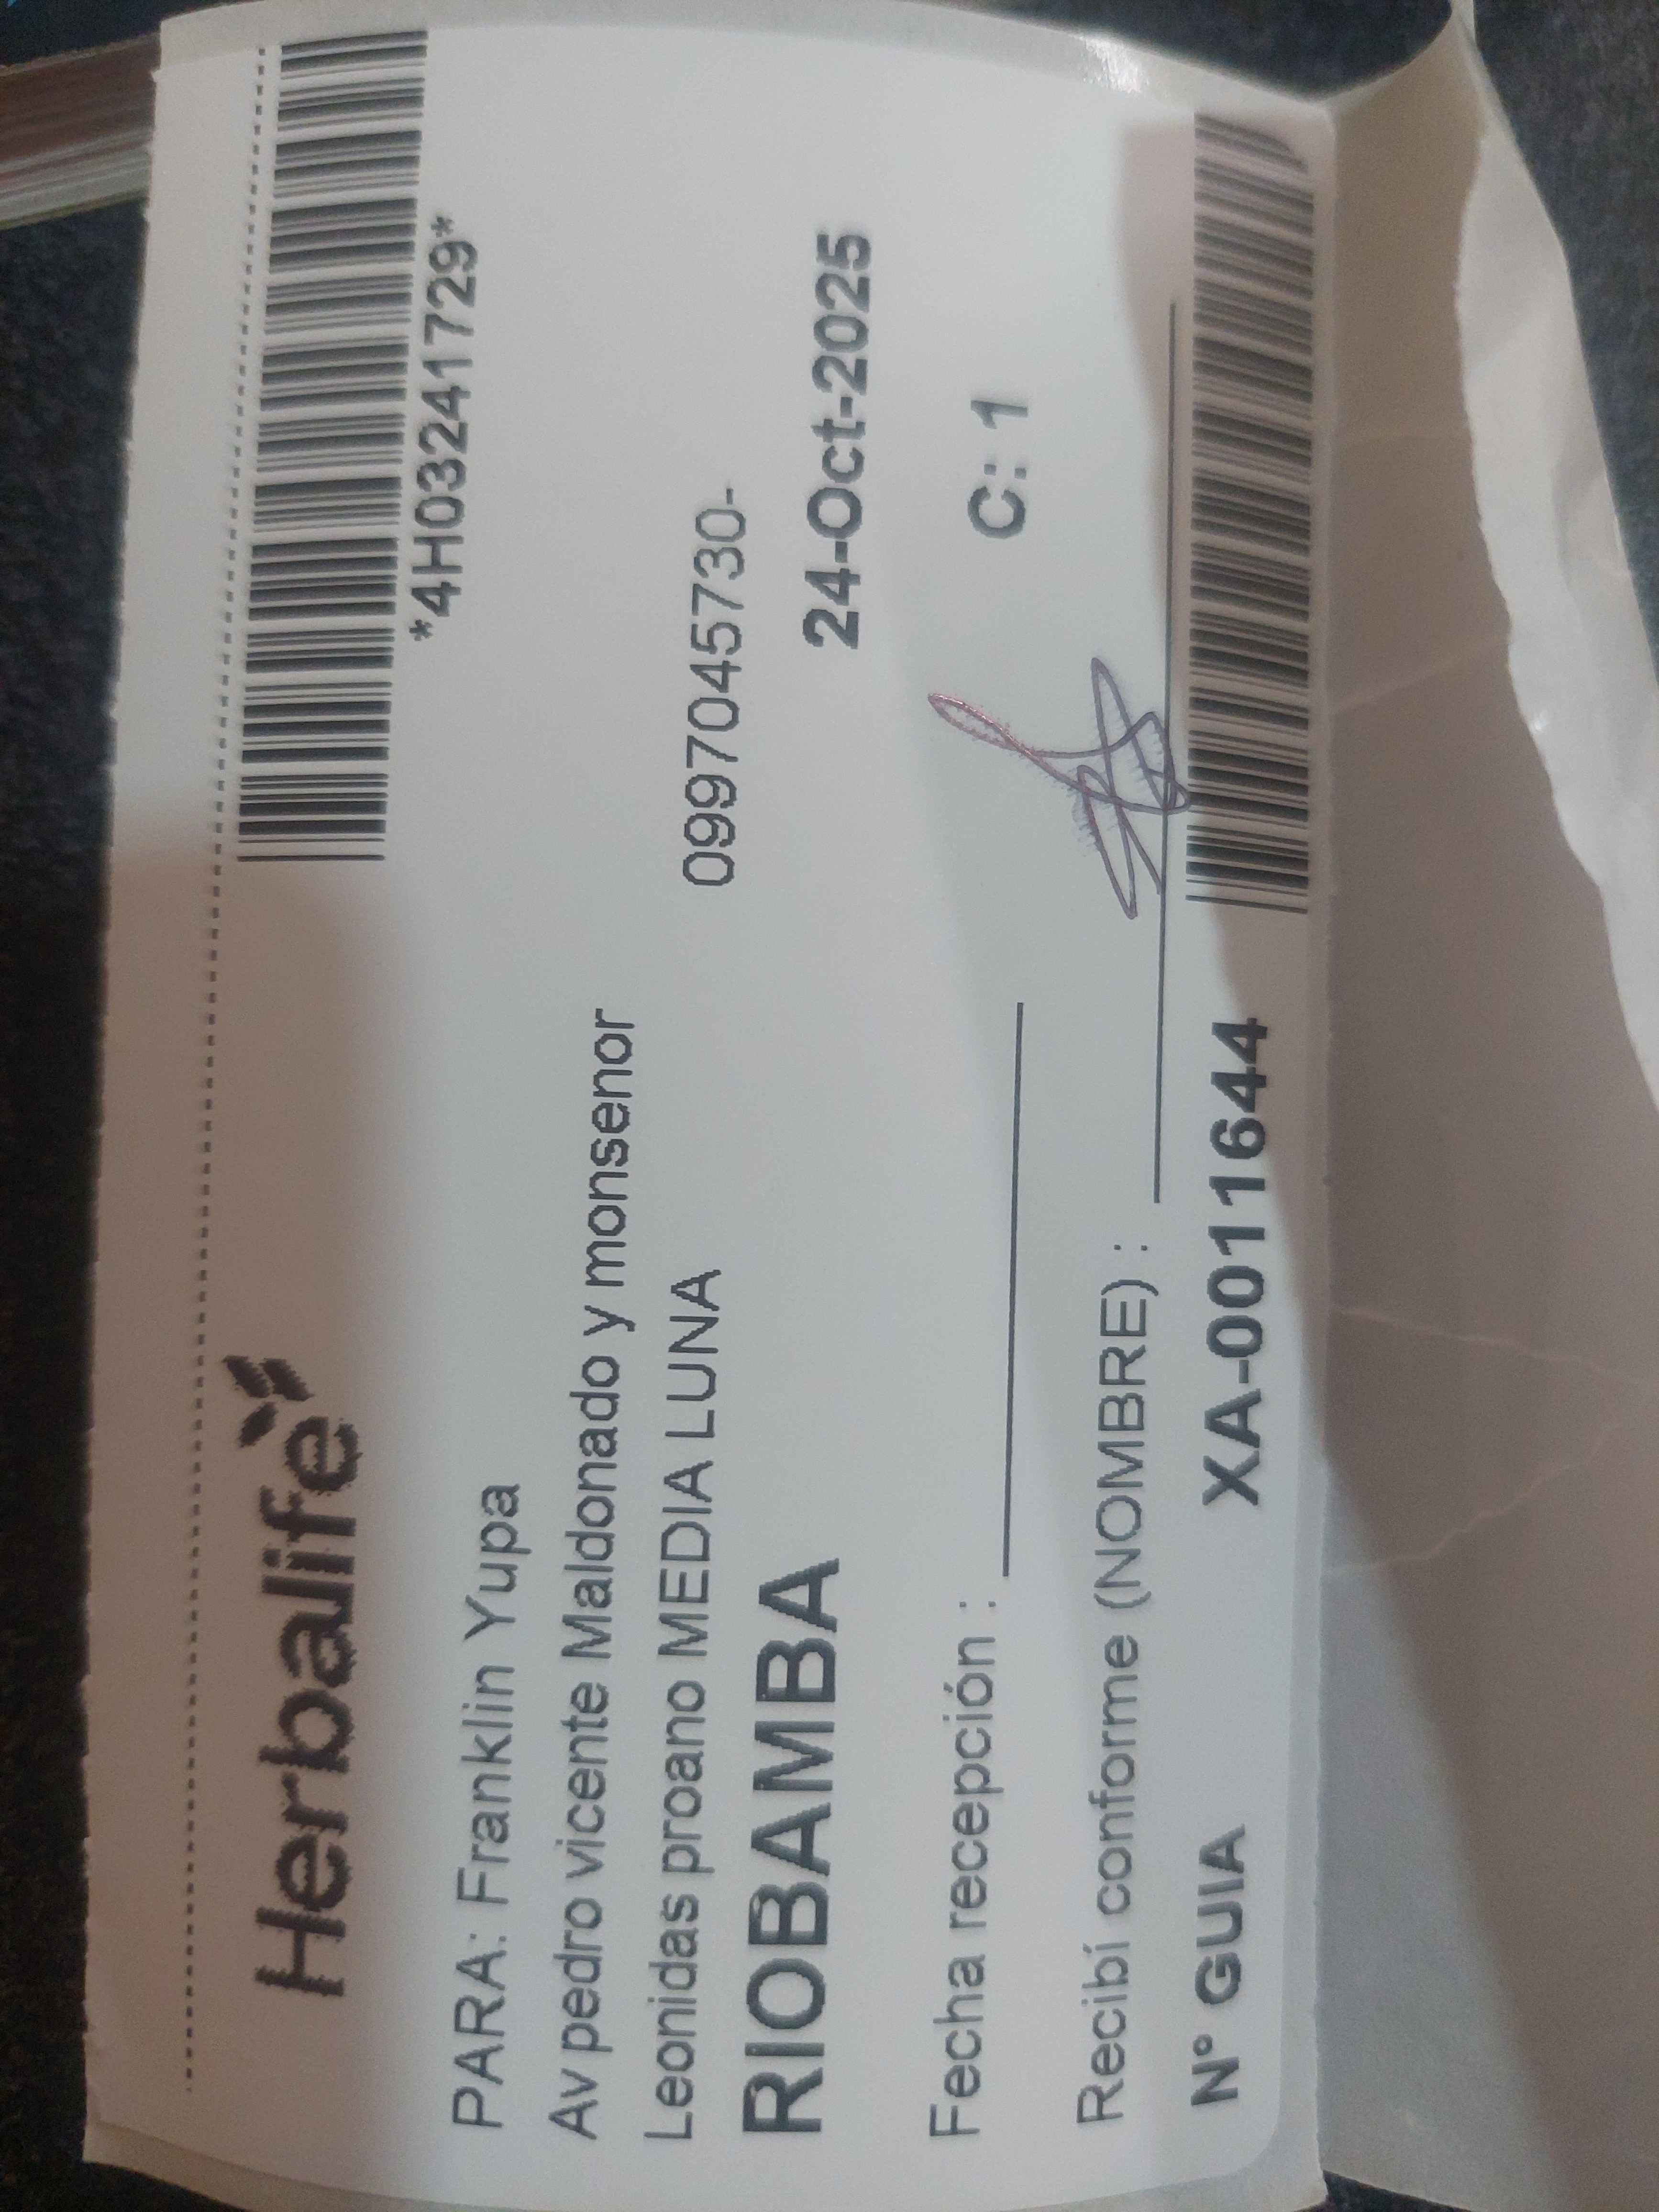 Herbalife
*4H03241729*
PARA: Franklin Yupa
Av pedro vicente Maldonado y monsenor
Leonidas proano MEDIA LUNA
0997045730-
RIOBAMBA
24-Oct-2025
Fecha recepción :
C: 1
Recibí conforme (NOMBRE) :
N° GUIA
XA-0011644